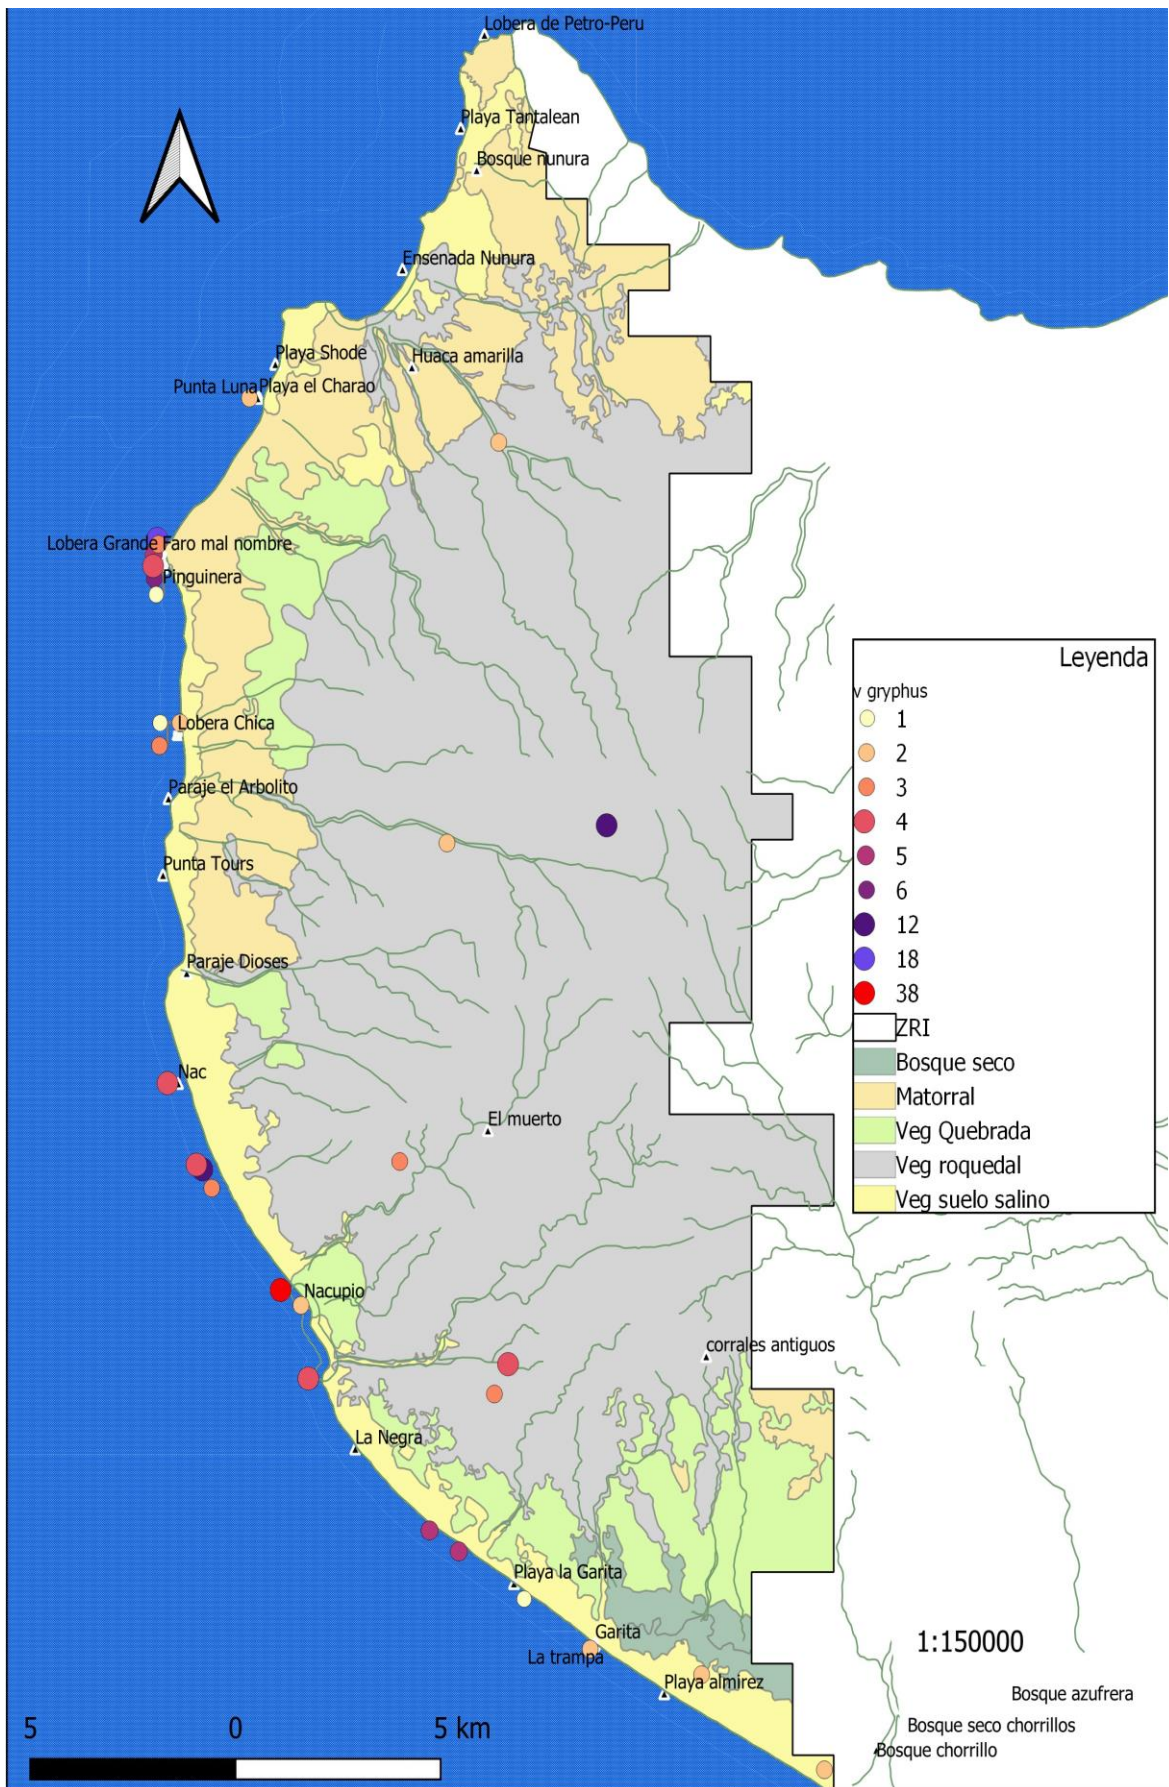 Lobera de Petro-Peru
Playa Tantalean
Bosque nunura
Ensenada Nunura
Playa Shode
Huaca amarilla
Punta Luna Playa el Charao
Lobera Grande Faro mal nombre
Pinguinera
Leyenda
v gryphus
1
2
3
4
5
6
12
18
38
ZRI
Bosque seco
Matorral
Veg Quebrada
Veg roquedal
Veg suelo salino
Lobera Chica
Paraje el Arbolito
Punta Tours
Paraje Dioses
Nac
El muerto
Nacupio
corrales antiguos
La Negra
Playa la Garita
Garita
La trampa
Playa almirez
1:150000
Bosque azufrera
Bosque seco chorrillos
Bosque chorrillo
5 0 5 km